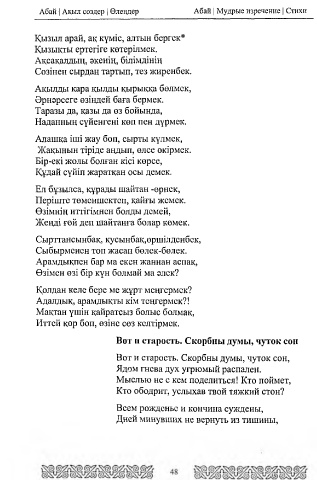 Абай | Ақыл сөздер | Өлеңдер
Абай | Мудрые изречение | Стихи
Қызыл арай, ақ күміс, алтын бергек*
Қызықты ертегіге көтерілмек.
Ақсақалдың, әкенің, білімдінің
Сөзінен сырдан тартып, тез жиренбек.
Ақылды қара қылды қырыққа бөлмек,
Әрнәрсеге өзіндей баға бермек.
Таразы да, қазы да өз бойында,
Наданның сүйенгені көп пен дүрмек.
Алашқа іші жау боп, сырты күлмек,
Жақынын тіріде аңдып, өлсе өкірмек.
Бір-екі жолы болған кісі көрсе,
Құдай сүйіп жаратқан осы демек.
Ел бұзылса, құрады шайтан -өрнек,
Періште төменшектеп, қайғы жемек.
Өзімнің иттігімнен болды демей,
Жеңді ғой деп шайтанға болар көмек.
Сырттансынбақ, қусынбақ,өршілденбек,
Сыбырменен топ жасап бөлек-бөлек.
Арамдықпен бар ма екен жаннан аспақ,
Өзімен өзі бір күн болмай ма әлек?
Қолдан келе бере ме жұрт меңгермек?
Адалдық, арамдықты кім теңгермек?!
Мақтан үшін қайратсыз болыс болмақ,
Иттей қор боп, өзіне сөз келтірмек.
Вот и старость. Скорбны думы, чуток сон
Вот и старость. Скорбны думы, чуток сон,
Ядом гнева дух угрюмый распален.
Мыслью не с кем поделиться! Кто поймет,
Кто ободрит, услыхав твой тяжкий стон?
Всем рожденье и кончина суждены,
Дней минувших не вернуть из тишины,
48